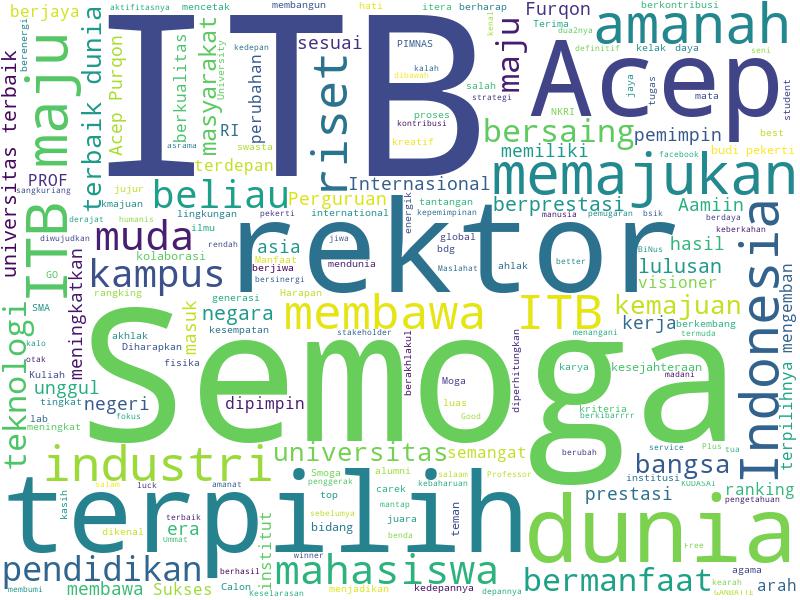 berjaya
aktifitasnya
mencetak
membangun
hati
itera
berharap
berkontribusi
ITB
Furqon
Terima
kenal
dua2nya
amanah
maju
sesuai
PIMNAS
kedepan
definitif
kelak
daya
seni
berenergi
universitas terbaik
maju
terbaik dunia
Acep Purqon
berkualitas
masyarakat
University
perubahan
riset
kalah
dibawah
salah
strategi
Acep
jaya
tugas
mata
student
NKRI
RI
asrama
swasta
proses
kontribusi
kreatif
bersaing
pemimpin
best
terdepan
memiliki
facebook
budi pekerti
PROF
sangkuriang
jujur
kmajuan
beliau
Perguruan
Internasional
memajukan
ITB
derajat
humanis
diwujudkan
lingkungan
pekerti
international
energik
tantangan
kepemimpinan
berprestasi
Aamiin
manusia
pemugaran
bsik
berdaya
keberkahan
muda
ilmu
rendah
rektor
asia
jiwa
global
bdg
BiNus
hasil
kolaborasi
Manfaat
berjiwa
mendunia
Maslahat
ahlak
better
lulusan
GO
kampus
bersinergi
visioner
meningkatkan
rangking
generasi
Harapan
SMA
masuk
negara
kesempatan
membawa ITB
kemajuan
kerja
berkembang
termuda
Indonesia
mengemban
terpilihnya
teknologi
kalo
otak
Kuliah
akhlak
Diharapkan
fisika
stakeholder
berakhlakul
diperhitungkan
menangani
Semoga
Moga
karya
kesejahteraan
madani
unggul
tingkat
lab
meningkat
negeri
fokus
dipimpin
luas
Good
kriteria
berkibarrrr
industri
universitas
semangat
berubah
service
Plus
tua
bangsa
institusi
KUDASAI
pengetahuan
Smoga
penggerak
alumni
salaam
Professor
kebaharuan
kasih
salam
luck
amanat
top
carek
mantap
prestasi
ranking
terpilih
terbaik
dikenal
Ummat
era
institut
sebelumya
bidang
juara
benda
teman
dunia
Free
pendidikan
berhasil
winner
mahasiswa
bermanfaat
agama
kearah
arah
membumi
membawa
Sukses
Calon
Keselarasan
menjadikan
kedepannya
depannya